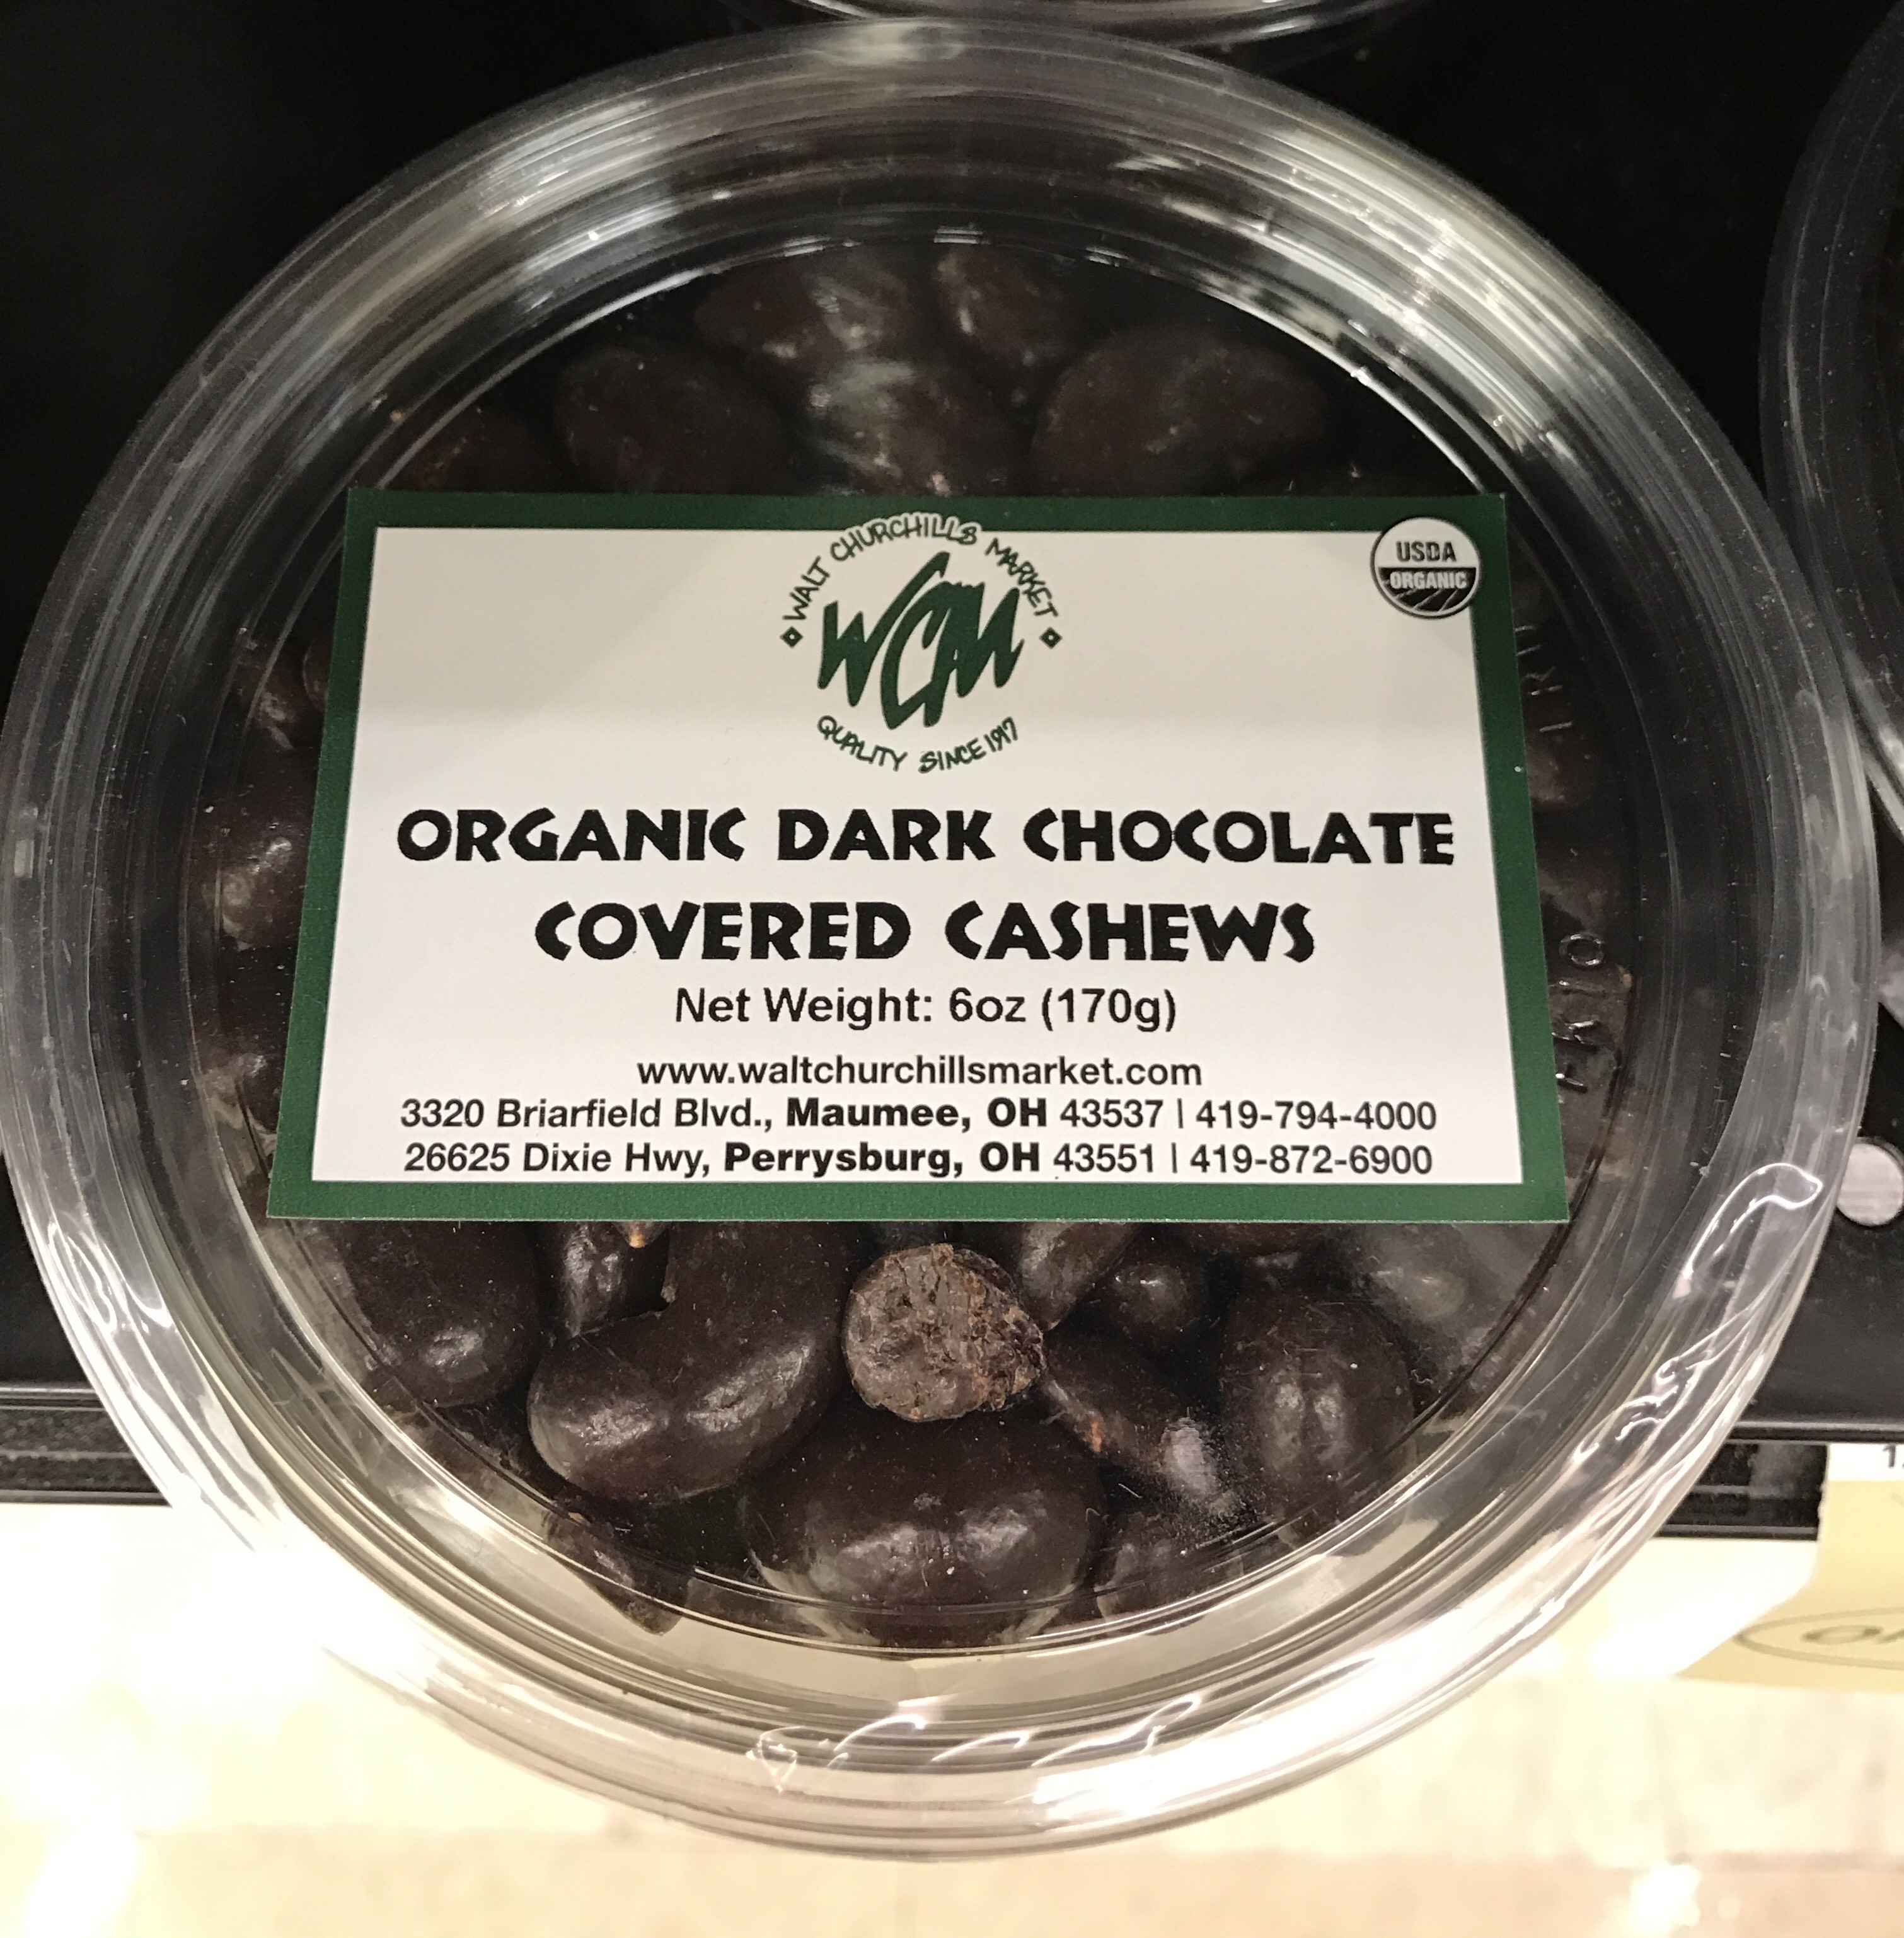 WALT CHURCHILLS MARKET
WCM
QUALITY SINCE 1917
USDA
ORGANIC
ORGANIC DARK CHOCOLATE
COVERED CASHEWS
Net Weight: 6oz (170g)
www.waltchurchillsmarket.com
3320 Briarfield Blvd., Maumee, OH 43537 | 419-794-4000
26625 Dixie Hwy, Perrysburg, OH 43551 | 419-872-6900